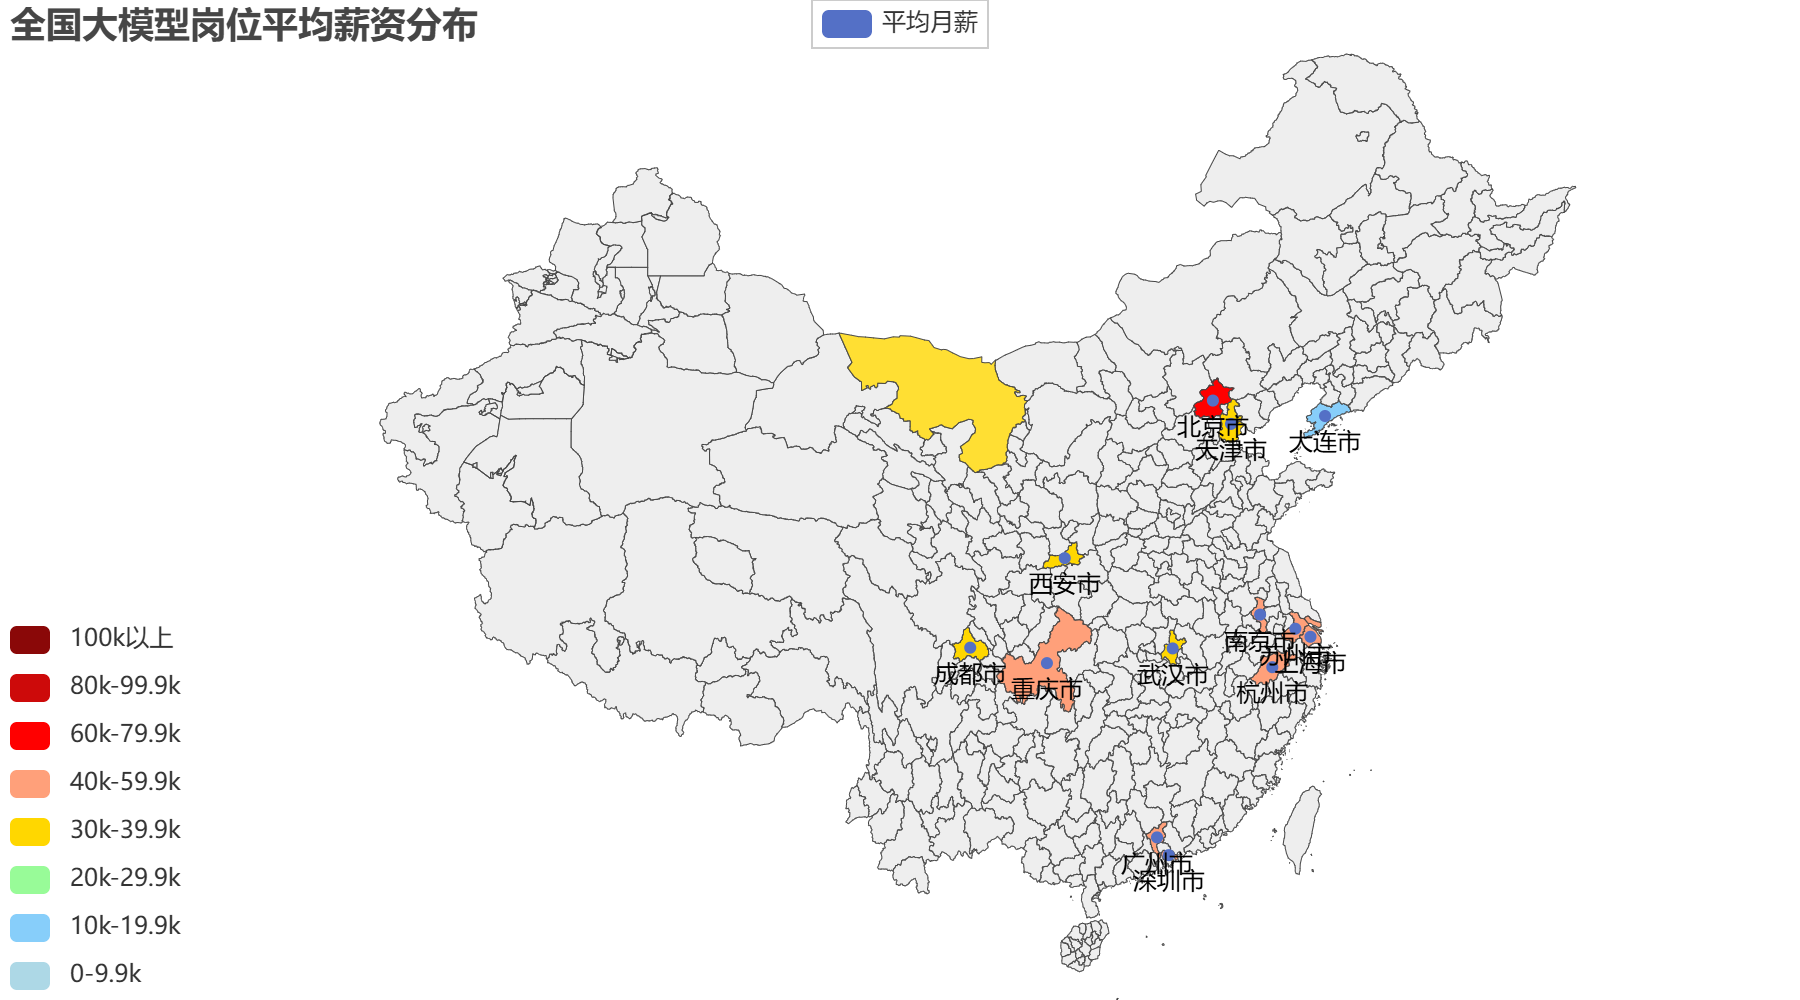 全国大模型岗位平均薪资分布
平均月薪
北京市
天津市
大连市
西安市
南京市
苏州市
上海市
成都市
重庆市
武汉市
杭州市
广州市
深圳市
100k以上
80k-99.9k
60k-79.9k
40k-59.9k
30k-39.9k
20k-29.9k
10k-19.9k
0-9.9k